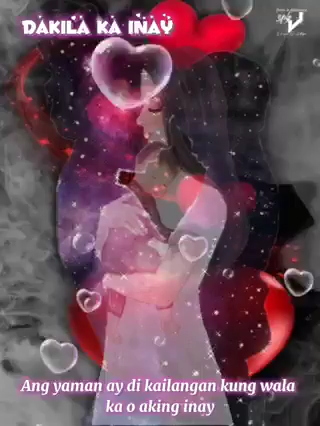 DAKILA KA INAY
Ang yaman ay di kailangan kung wala
ka o aking inay